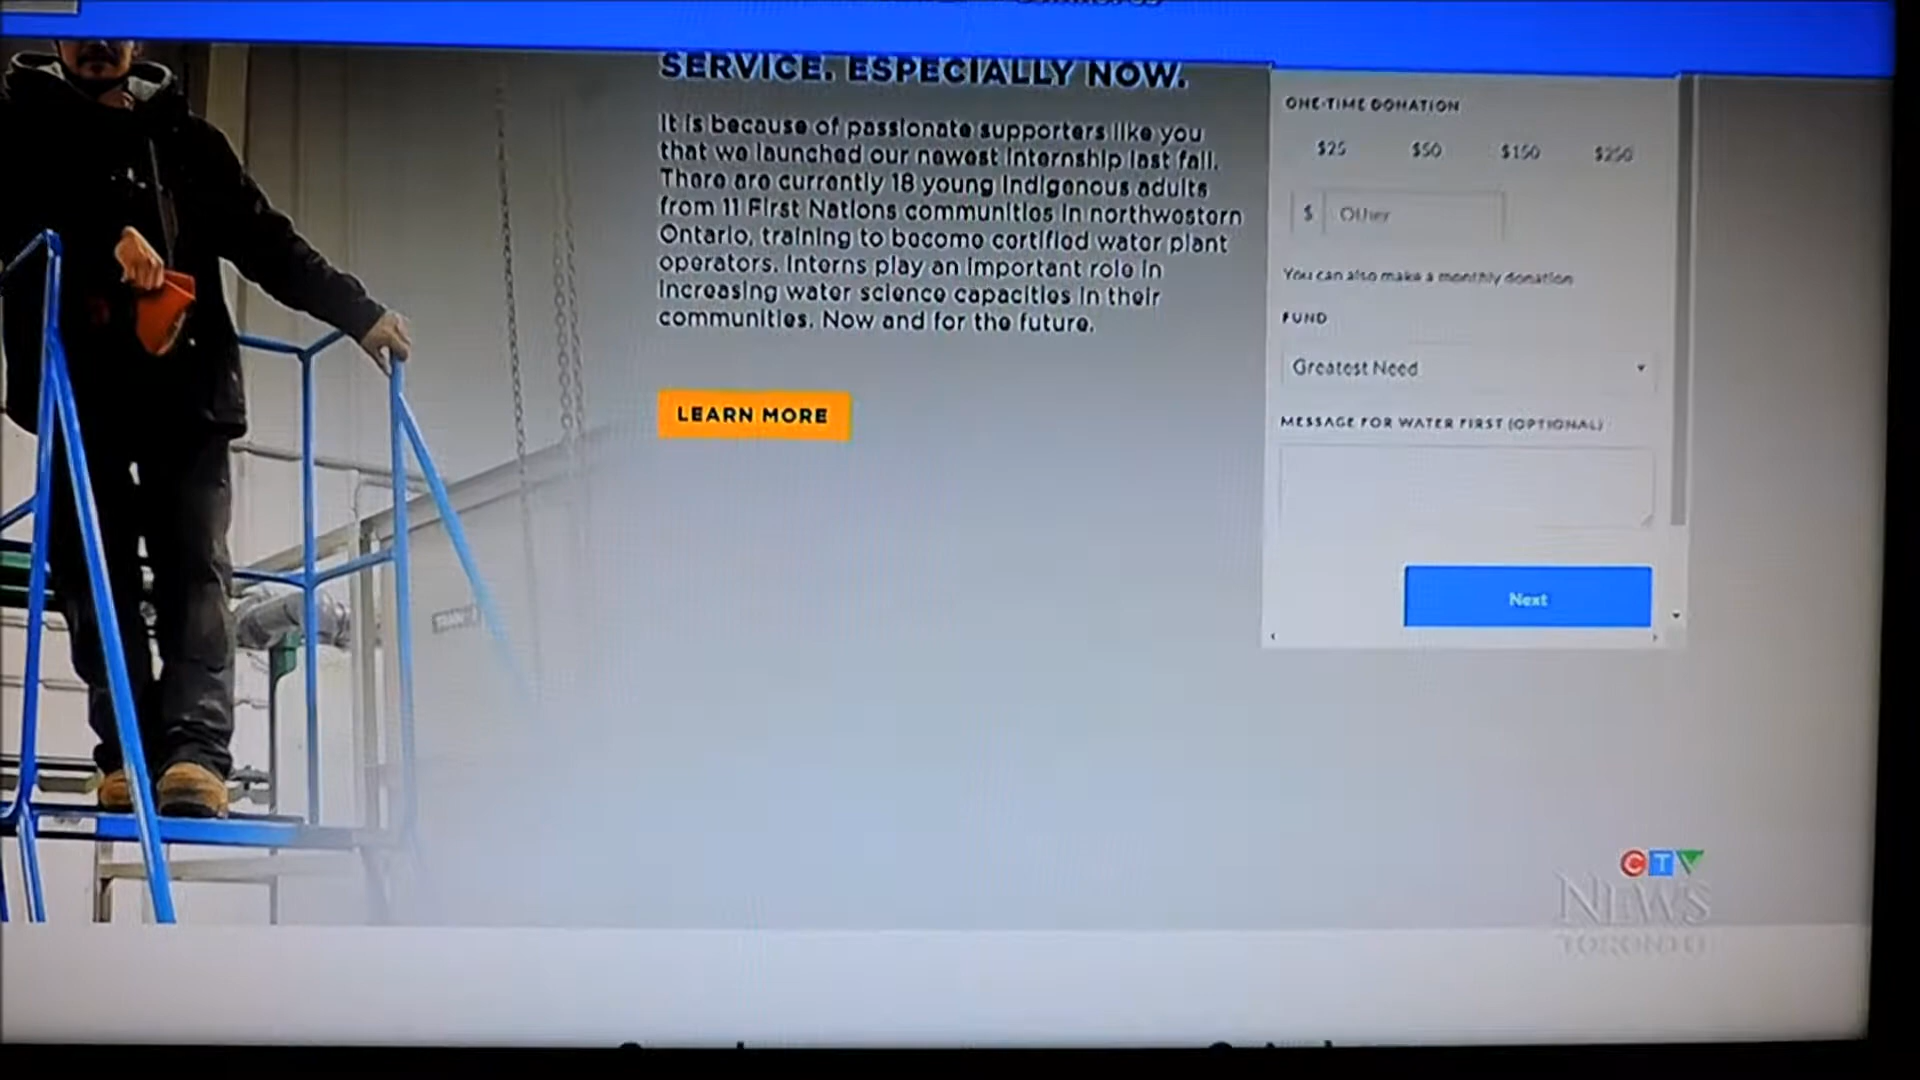 SERVICE. ESPECIALLY NOW.
It is because of passionate supporters like you
that we launched our newest internship last fall.
There are currently 18 young Indigenous adults
from 11 First Nations communities in northwestern
Ontario, training to become certified water plant
operators. Interns play an important role in
increasing water science capacities in their
communities. Now and for the future.
LEARN MORE
ONE-TIME DONATION
$25 $50 $150 $250
$ Other
You can also make a monthly donation
FUND
Greatest Need
MESSAGE FOR WATER FIRST (OPTIONAL)
Next
CTV
NEWS
TORONTO